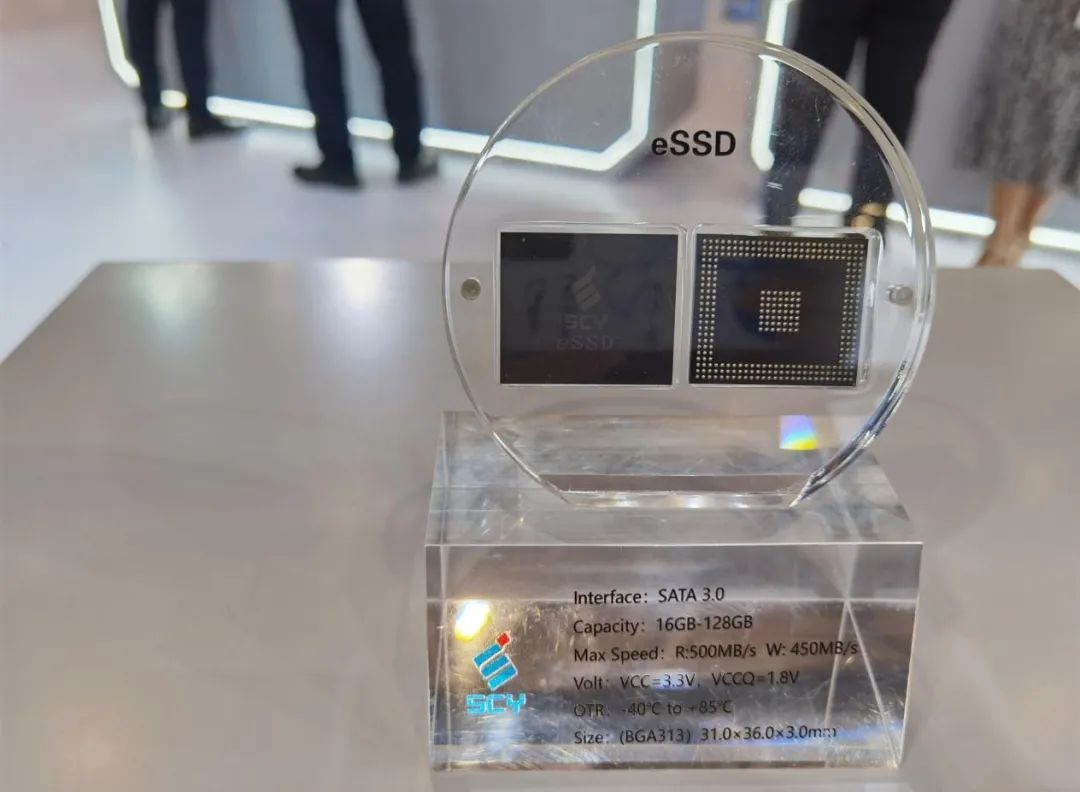 eSSD
SCY
eSSD
SCY
Interface: SATA 3.0
Capacity: 16GB-128GB
Max Speed: R:500MB/s W: 450MB/s
Volt: VCC=3.3V, VCCQ=1.8V
OTR: -40℃ to +85℃
Size: (BGA313) 31.0×36.0×3.0mm